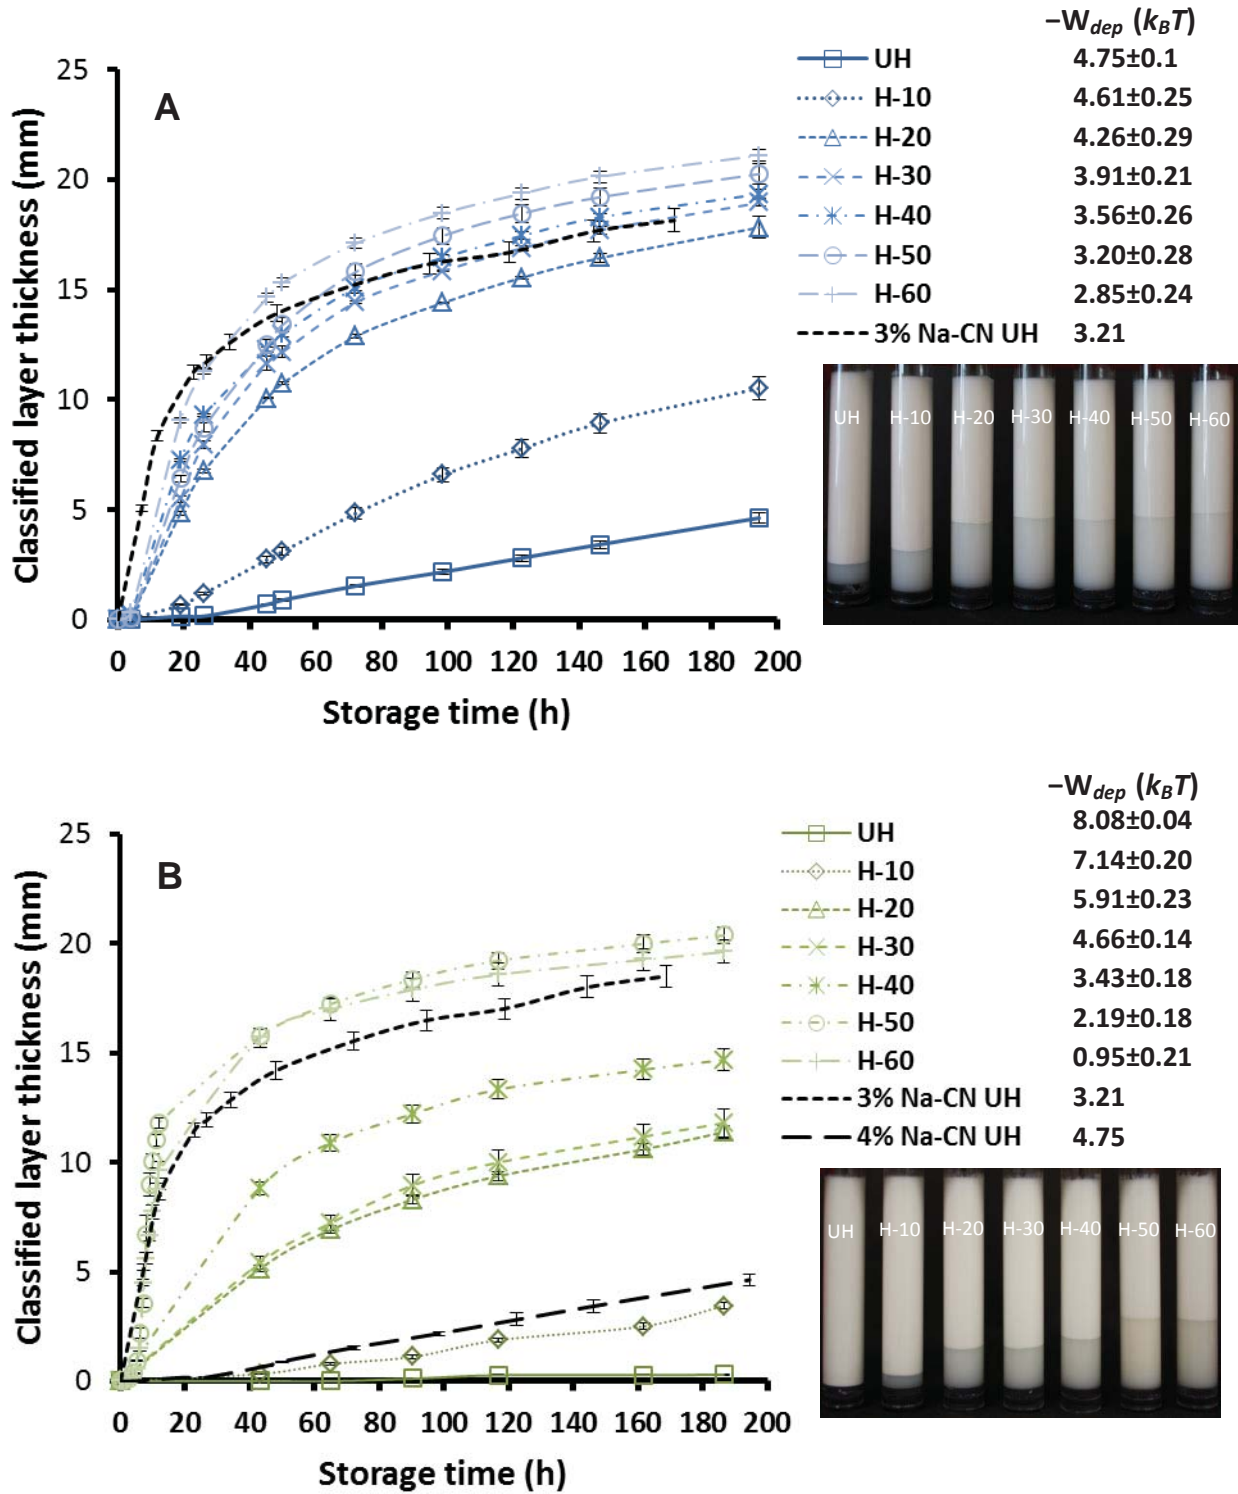 −Wdep (kBT)
UH 4.75±0.1
H-10 4.61±0.25
H-20 4.26±0.29
H-30 3.91±0.21
H-40 3.56±0.26
H-50 3.20±0.28
H-60 2.85±0.24
3% Na-CN UH 3.21
A
Classified layer thickness (mm)
25
20
15
10
5
0
0 20 40 60 80 100 120 140 160 180 200
Storage time (h)
UH H-10 H-20 H-30 H-40 H-50 H-60
−Wdep (kBT)
UH 8.08±0.04
H-10 7.14±0.20
H-20 5.91±0.23
H-30 4.66±0.14
H-40 3.43±0.18
H-50 2.19±0.18
H-60 0.95±0.21
3% Na-CN UH 3.21
4% Na-CN UH 4.75
B
Classified layer thickness (mm)
25
20
15
10
5
0
0 20 40 60 80 100 120 140 160 180 200
Storage time (h)
UH H-10 H-20 H-30 H-40 H-50 H-60